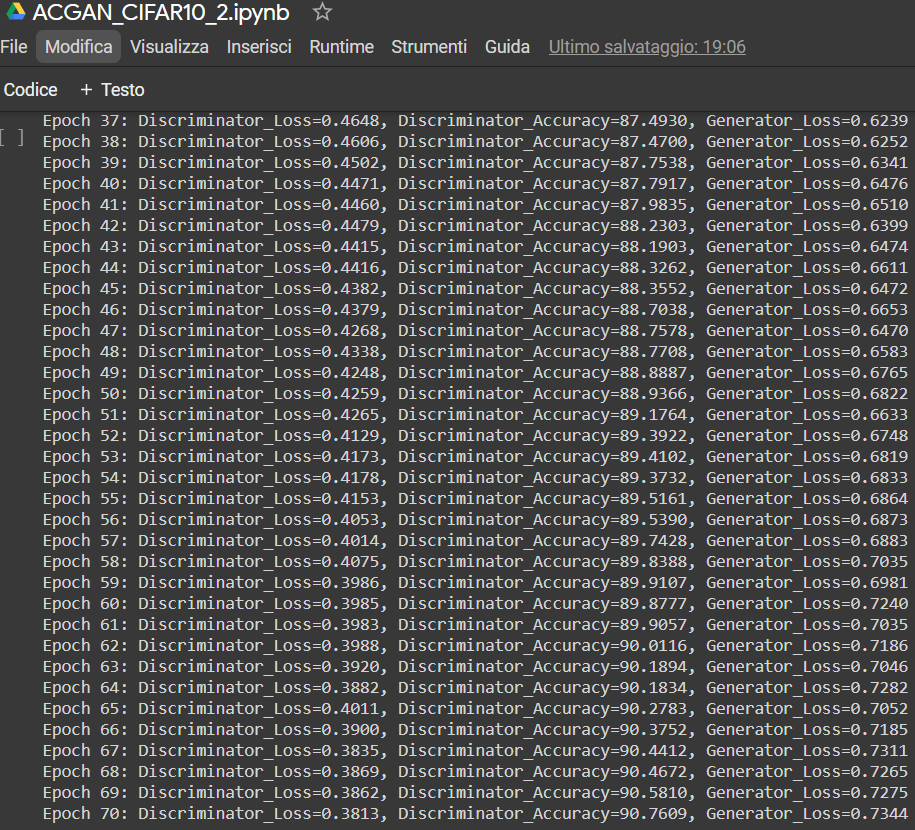 ACGAN_CIFAR10_2.ipynb ☆
File Modifica Visualizza Inserisci Runtime Strumenti Guida Ultimo salvataggio: 19:06
Codice + Testo
[ ]
Epoch 37: Discriminator_Loss=0.4648, Discriminator_Accuracy=87.4930, Generator_Loss=0.6239
Epoch 38: Discriminator_Loss=0.4606, Discriminator_Accuracy=87.4700, Generator_Loss=0.6252
Epoch 39: Discriminator_Loss=0.4502, Discriminator_Accuracy=87.7538, Generator_Loss=0.6341
Epoch 40: Discriminator_Loss=0.4471, Discriminator_Accuracy=87.7917, Generator_Loss=0.6476
Epoch 41: Discriminator_Loss=0.4460, Discriminator_Accuracy=87.9835, Generator_Loss=0.6510
Epoch 42: Discriminator_Loss=0.4479, Discriminator_Accuracy=88.2303, Generator_Loss=0.6399
Epoch 43: Discriminator_Loss=0.4415, Discriminator_Accuracy=88.1903, Generator_Loss=0.6474
Epoch 44: Discriminator_Loss=0.4416, Discriminator_Accuracy=88.3262, Generator_Loss=0.6611
Epoch 45: Discriminator_Loss=0.4382, Discriminator_Accuracy=88.3552, Generator_Loss=0.6472
Epoch 46: Discriminator_Loss=0.4379, Discriminator_Accuracy=88.7038, Generator_Loss=0.6653
Epoch 47: Discriminator_Loss=0.4268, Discriminator_Accuracy=88.7578, Generator_Loss=0.6470
Epoch 48: Discriminator_Loss=0.4338, Discriminator_Accuracy=88.7708, Generator_Loss=0.6583
Epoch 49: Discriminator_Loss=0.4248, Discriminator_Accuracy=88.8887, Generator_Loss=0.6765
Epoch 50: Discriminator_Loss=0.4259, Discriminator_Accuracy=88.9366, Generator_Loss=0.6822
Epoch 51: Discriminator_Loss=0.4265, Discriminator_Accuracy=89.1764, Generator_Loss=0.6633
Epoch 52: Discriminator_Loss=0.4129, Discriminator_Accuracy=89.3922, Generator_Loss=0.6748
Epoch 53: Discriminator_Loss=0.4173, Discriminator_Accuracy=89.4102, Generator_Loss=0.6819
Epoch 54: Discriminator_Loss=0.4178, Discriminator_Accuracy=89.3732, Generator_Loss=0.6833
Epoch 55: Discriminator_Loss=0.4153, Discriminator_Accuracy=89.5161, Generator_Loss=0.6864
Epoch 56: Discriminator_Loss=0.4053, Discriminator_Accuracy=89.5390, Generator_Loss=0.6873
Epoch 57: Discriminator_Loss=0.4014, Discriminator_Accuracy=89.7428, Generator_Loss=0.6883
Epoch 58: Discriminator_Loss=0.4075, Discriminator_Accuracy=89.8388, Generator_Loss=0.7035
Epoch 59: Discriminator_Loss=0.3986, Discriminator_Accuracy=89.9107, Generator_Loss=0.6981
Epoch 60: Discriminator_Loss=0.3985, Discriminator_Accuracy=89.8777, Generator_Loss=0.7240
Epoch 61: Discriminator_Loss=0.3983, Discriminator_Accuracy=89.9057, Generator_Loss=0.7035
Epoch 62: Discriminator_Loss=0.3988, Discriminator_Accuracy=90.0116, Generator_Loss=0.7186
Epoch 63: Discriminator_Loss=0.3920, Discriminator_Accuracy=90.1894, Generator_Loss=0.7046
Epoch 64: Discriminator_Loss=0.3882, Discriminator_Accuracy=90.1834, Generator_Loss=0.7282
Epoch 65: Discriminator_Loss=0.4011, Discriminator_Accuracy=90.2783, Generator_Loss=0.7052
Epoch 66: Discriminator_Loss=0.3900, Discriminator_Accuracy=90.3752, Generator_Loss=0.7185
Epoch 67: Discriminator_Loss=0.3835, Discriminator_Accuracy=90.4412, Generator_Loss=0.7311
Epoch 68: Discriminator_Loss=0.3869, Discriminator_Accuracy=90.4672, Generator_Loss=0.7265
Epoch 69: Discriminator_Loss=0.3862, Discriminator_Accuracy=90.5810, Generator_Loss=0.7275
Epoch 70: Discriminator_Loss=0.3813, Discriminator_Accuracy=90.7609, Generator_Loss=0.7344